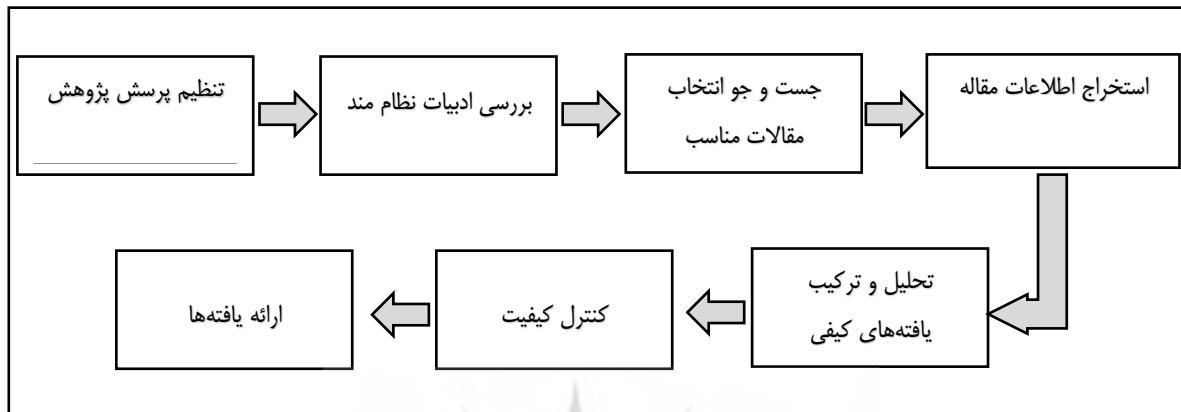 تنظیم پرسش پژوهش
بررسی ادبیات نظام مند
جست و جو انتخاب
مقالات مناسب
استخراج اطلاعات مقاله
تحلیل و ترکیب
یافته‌های کیفی
کنترل کیفیت
ارائه یافته‌ها